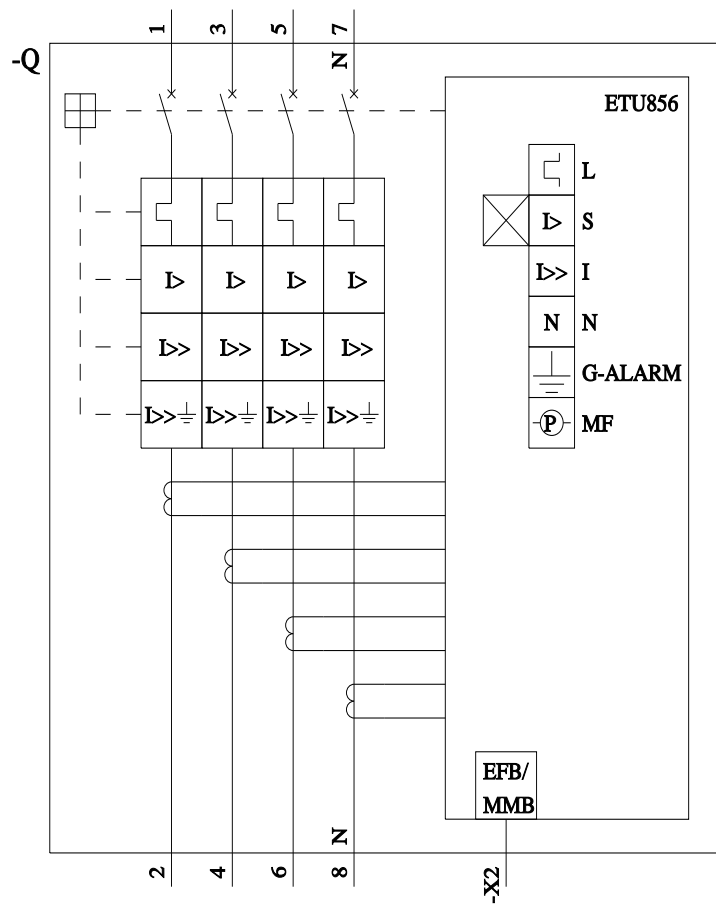 1 3 5 7
N
-Q
ETU856
L
I> S
I>> I
N N
G-ALARM
P MF
I> I> I> I>
I>> I>> I>> I>>
I>> I>> I>> I>>
EFB/
MMB
N
2 4 6 8
-X2